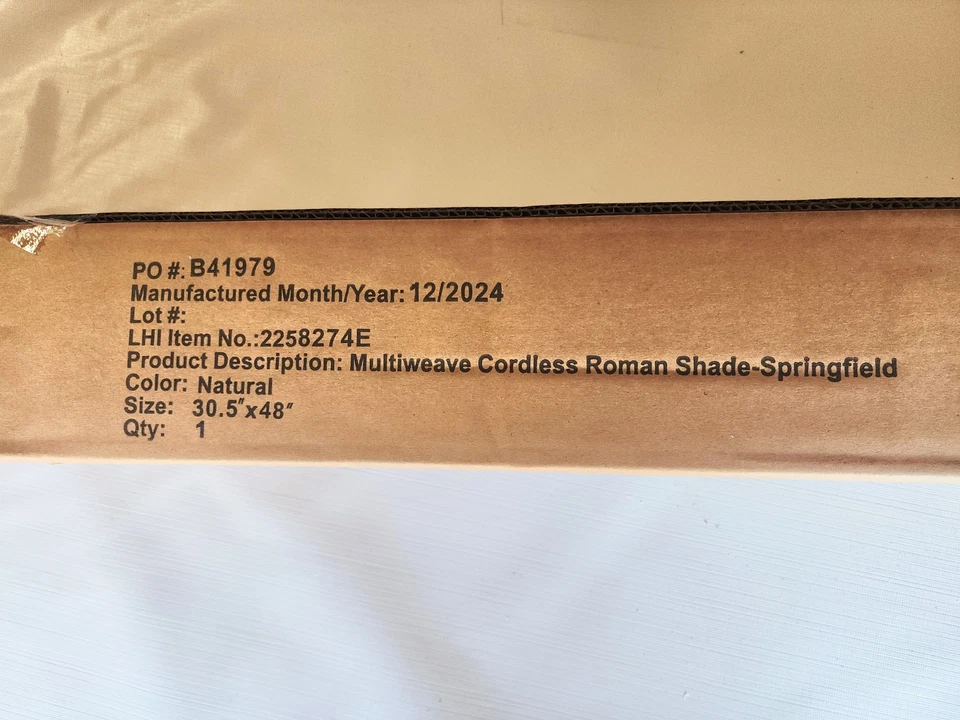 PO #: B41979
Manufactured Month/Year: 12/2024
Lot #:
LHI Item No.:2258274E
Product Description: Multiweave Cordless Roman Shade-Springfield
Color: Natural
Size: 30.5"x48"
Qty: 1